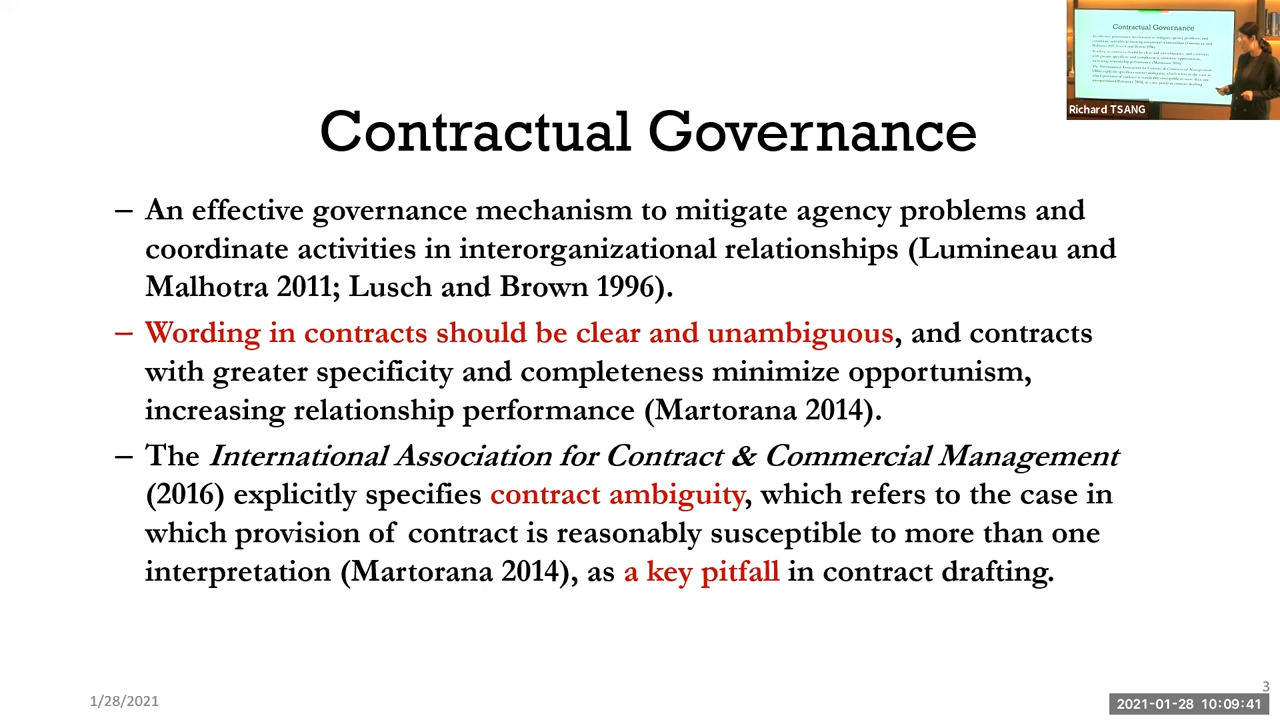 Contractual Governance
Richard TSANG
Contractual Governance
– An effective governance mechanism to mitigate agency problems and
coordinate activities in interorganizational relationships (Lumineau and
Malhotra 2011; Lusch and Brown 1996).
– Wording in contracts should be clear and unambiguous, and contracts
with greater specificity and completeness minimize opportunism,
increasing relationship performance (Martorana 2014).
– The International Association for Contract & Commercial Management
(2016) explicitly specifies contract ambiguity, which refers to the case in
which provision of contract is reasonably susceptible to more than one
interpretation (Martorana 2014), as a key pitfall in contract drafting.
1/28/2021
3
2021-01-28 10:09:41